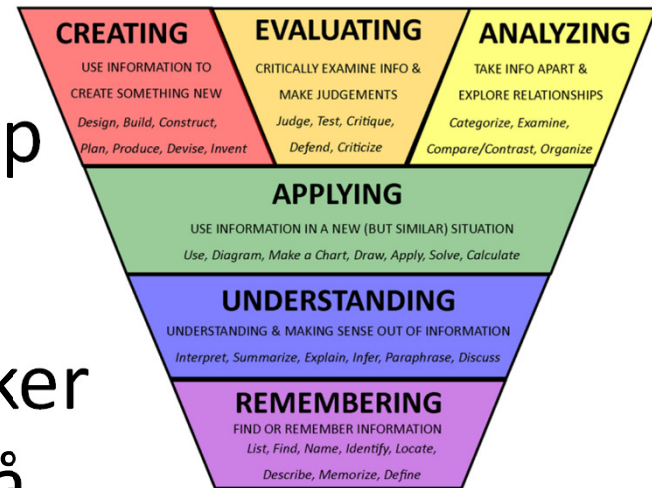 CREATING
USE INFORMATION TO
CREATE SOMETHING NEW
Design, Build, Construct,
Plan, Produce, Devise, Invent
EVALUATING
CRITICALLY EXAMINE INFO &
MAKE JUDGEMENTS
Judge, Test, Critique,
Defend, Criticize
ANALYZING
TAKE INFO APART &
EXPLORE RELATIONSHIPS
Categorize, Examine,
Compare/Contrast, Organize
p
APPLYING
USE INFORMATION IN A NEW (BUT SIMILAR) SITUATION
Use, Diagram, Make a Chart, Draw, Apply, Solve, Calculate
UNDERSTANDING
UNDERSTANDING & MAKING SENSE OUT OF INFORMATION
Interpret, Summarize, Explain, Infer, Paraphrase, Discuss
ker
REMEMBERING
FIND OR REMEMBER INFORMATION
List, Find, Name, Identify, Locate,
Describe, Memorize, Define